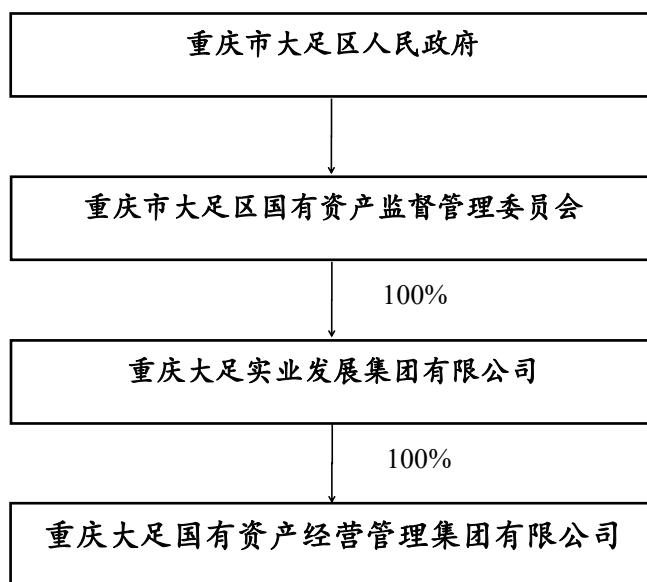 重庆市大足区人民政府
重庆市大足区国有资产监督管理委员会
100%
重庆大足实业发展集团有限公司
100%
重庆大足国有资产经营管理集团有限公司